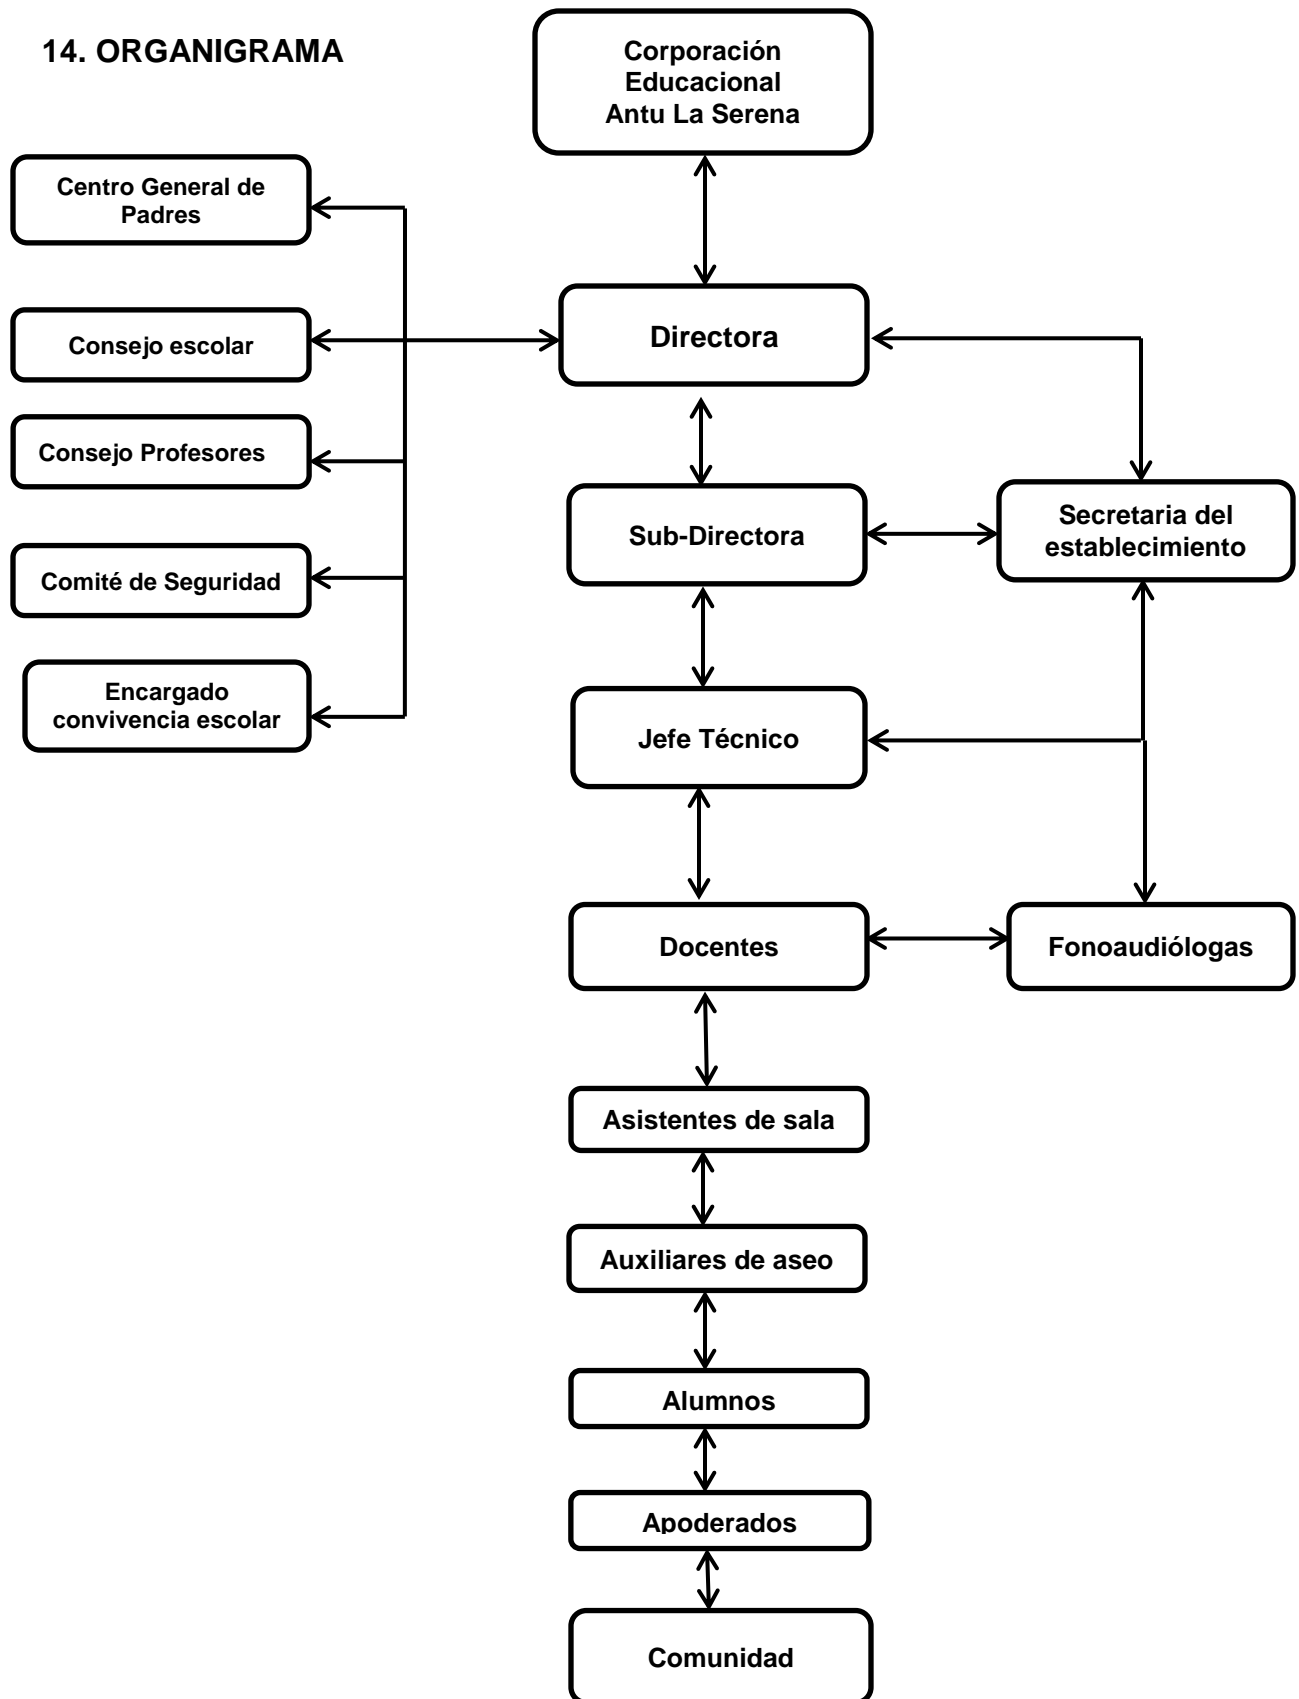 14. ORGANIGRAMA
Corporación
Educacional
Antu La Serena
Centro General de
Padres
Directora
Consejo escolar
Consejo Profesores
Sub-Directora
Secretaria del
establecimiento
Comité de Seguridad
Encargado
convivencia escolar
Jefe Técnico
Docentes
Fonoaudiólogas
Asistentes de sala
Auxiliares de aseo
Alumnos
Apoderados
Comunidad